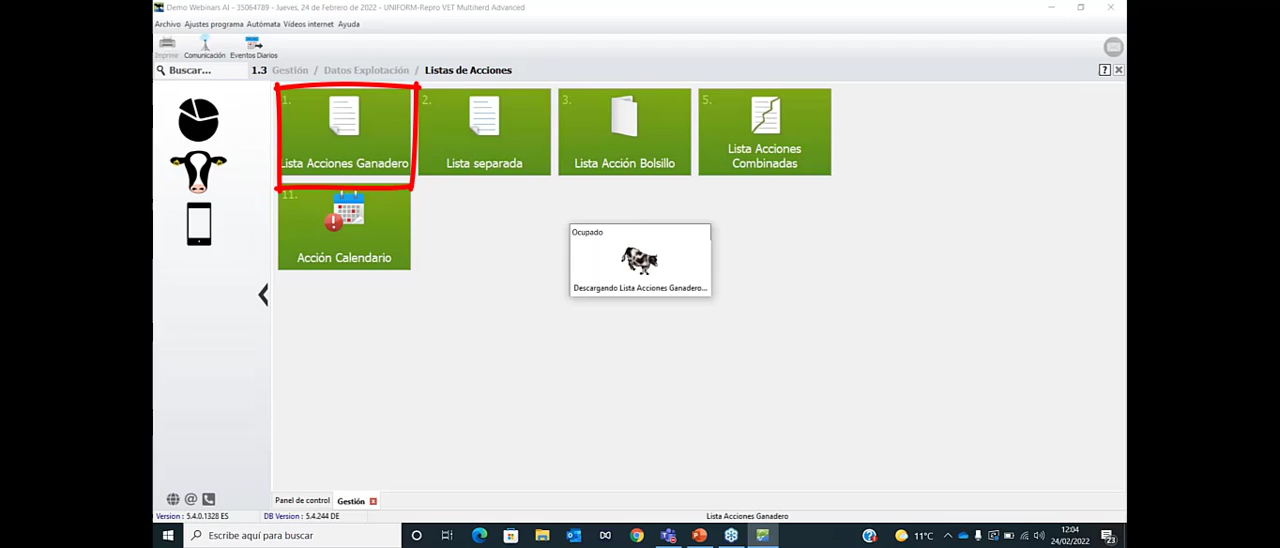 Demo Webinars AI - 35064789 - Jueves, 24 de Febrero de 2022 - UNIFORM-Repro VET Multiherd Advanced
Archivo Ajustes programa Autómata Vídeos internet Ayuda
Imprimir Comunicación Eventos Diarios
Buscar... 1.3 Gestión / Datos Explotación / Listas de Acciones ?
1. 2. 3. 5.
Lista Acciones Ganadero Lista separada Lista Acción Bolsillo Lista Acciones Combinadas
11.
Acción Calendario
Ocupado
Descargando Lista Acciones Ganadero...
Panel de control Gestión
Version : 5.4.0.1328 ES DB Version : 5.4.244 DE Lista Acciones Ganadero
Escribe aquí para buscar 11°C 12:04
24/02/2022 23